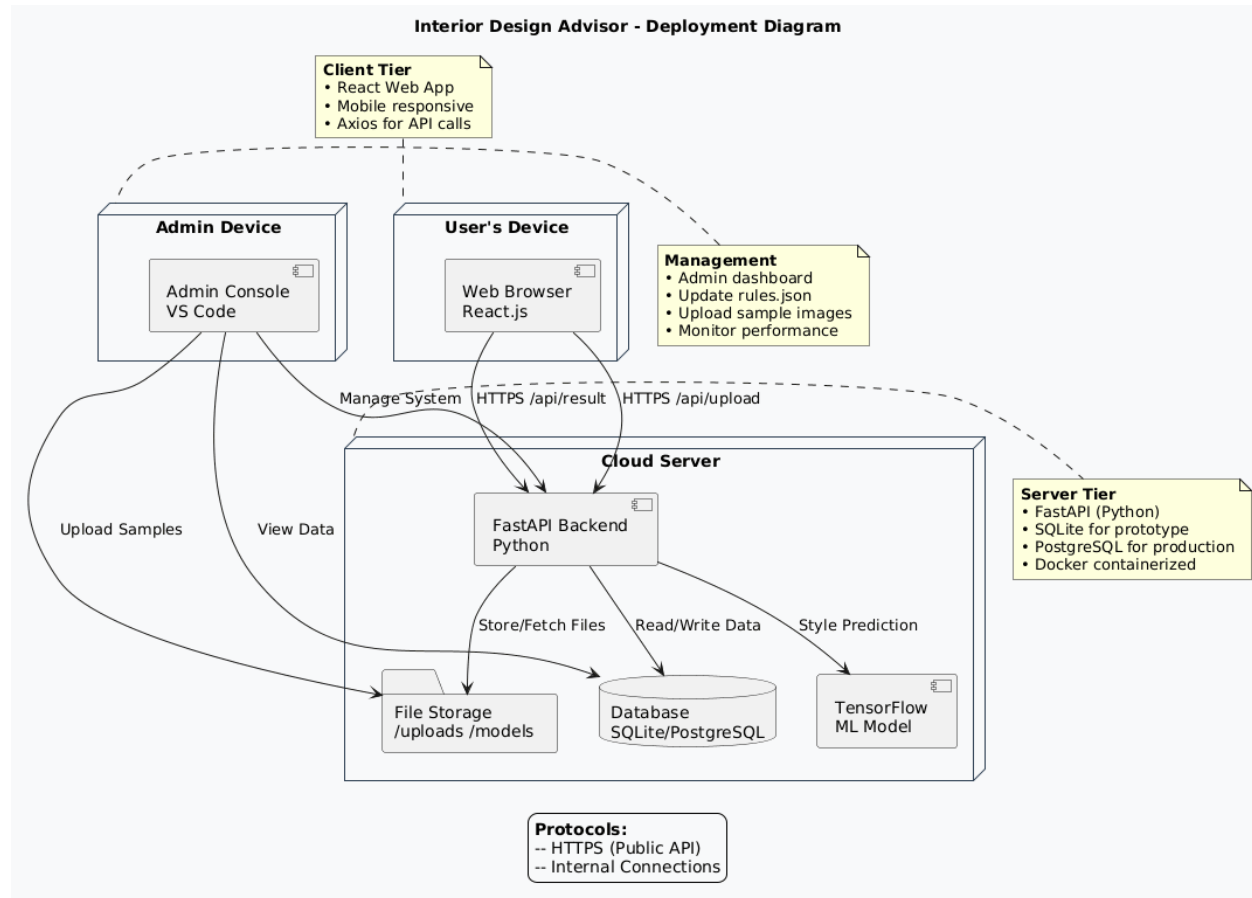 Interior Design Advisor - Deployment Diagram
Client Tier
• React Web App
• Mobile responsive
• Axios for API calls
Admin Device
User's Device
Management
• Admin dashboard
• Update rules.json
• Upload sample images
• Monitor performance
Admin Console
VS Code
Web Browser
React.js
Manage System
HTTPS /api/result
HTTPS /api/upload
Cloud Server
Server Tier
• FastAPI (Python)
• SQLite for prototype
• PostgreSQL for production
• Docker containerized
FastAPI Backend
Python
Upload Samples
View Data
Store/Fetch Files
Read/Write Data
Style Prediction
File Storage
/uploads /models
Database
SQLite/PostgreSQL
TensorFlow
ML Model
Protocols:
-- HTTPS (Public API)
-- Internal Connections